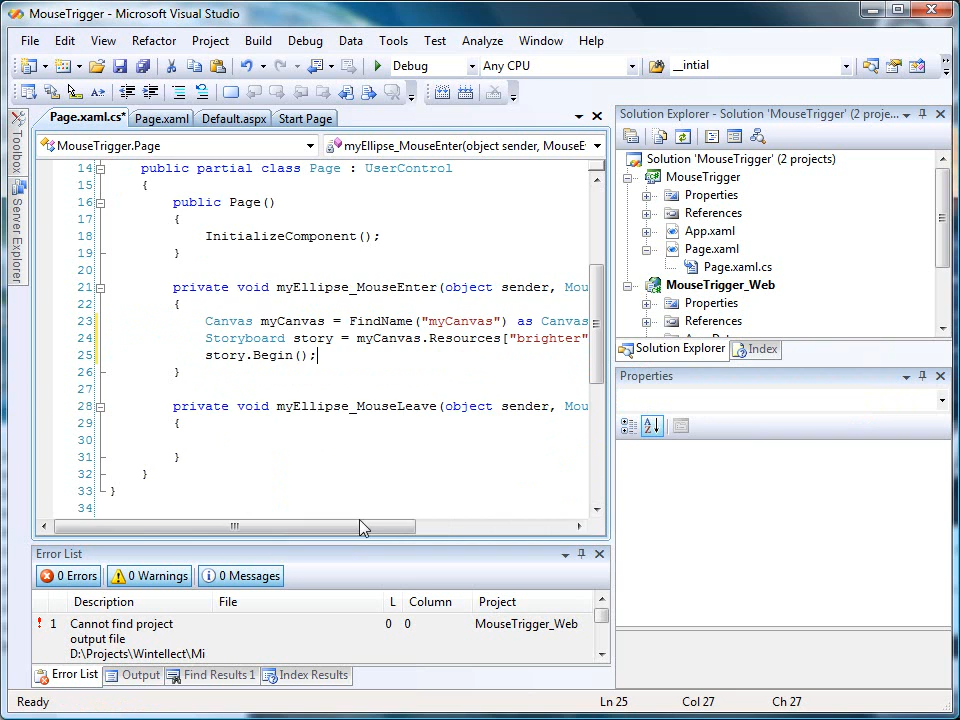 MouseTrigger - Microsoft Visual Studio
File Edit View Refactor Project Build Debug Data Tools Test Analyze Window Help
Debug Any CPU __intial
Page.xaml.cs* Page.xaml Default.aspx Start Page
MouseTrigger.Page myEllipse_MouseEnter(object sender, MouseE
Toolbox
Server Explorer
14 public partial class Page : UserControl
15 {
16 public Page()
17 {
18 InitializeComponent();
19 }
20
21 private void myEllipse_MouseEnter(object sender, Mou
22 {
23 Canvas myCanvas = FindName("myCanvas") as Canvas
24 Storyboard story = myCanvas.Resources["brighter"
25 story.Begin();
26 }
27
28 private void myEllipse_MouseLeave(object sender, Mou
29 {
30
31 }
32 }
33 }
34
Solution Explorer - Solution 'MouseTrigger' (2 proje...
Solution 'MouseTrigger' (2 projects)
MouseTrigger
Properties
References
App.xaml
Page.xaml
Page.xaml.cs
MouseTrigger_Web
Properties
References
Solution Explorer Index
Properties
Error List
0 Errors 0 Warnings 0 Messages
Description File L Column Project
1 Cannot find project 0 0 MouseTrigger_Web
output file
D:\Projects\Wintellect\Mi
Error List Output Find Results 1 Index Results
Ready Ln 25 Col 27 Ch 27